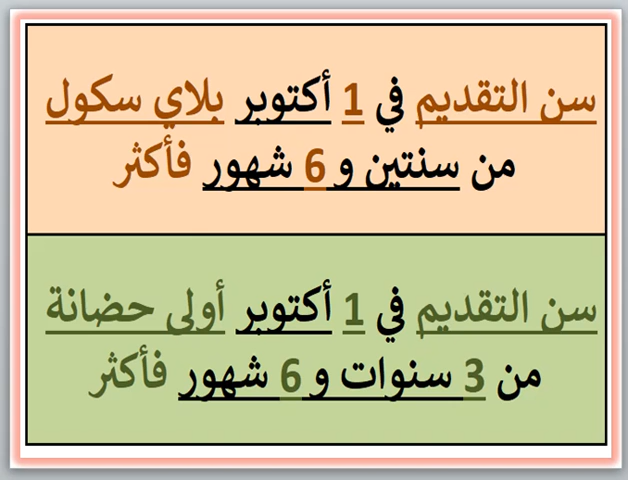 سن التقديم في 1 أكتوبر بلاي سكول
من سنتين و 6 شهور فأكثر
سن التقديم في 1 أكتوبر أولى حضانة
من 3 سنوات و 6 شهور فأكثر